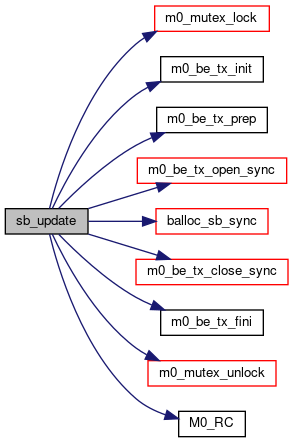 m0_mutex_lock
m0_be_tx_init
m0_be_tx_prep
m0_be_tx_open_sync
sb_update
balloc_sb_sync
m0_be_tx_close_sync
m0_be_tx_fini
m0_mutex_unlock
M0_RC